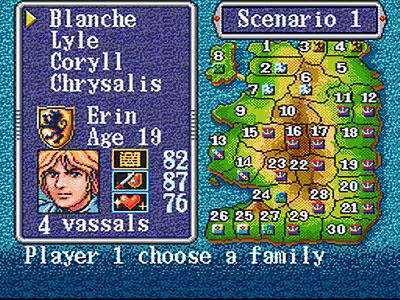 Blanche
Lyle
Coryll
Chrysalis
Erin
Age 19
82
87
76
4 vassals
Scenario 1
1 3 4
8 2 6 5
7
9 10 11 12
15 16 17 18
13
14 23 22 19
20
24 28 21
26 25 27 29 30
Player 1 choose a family